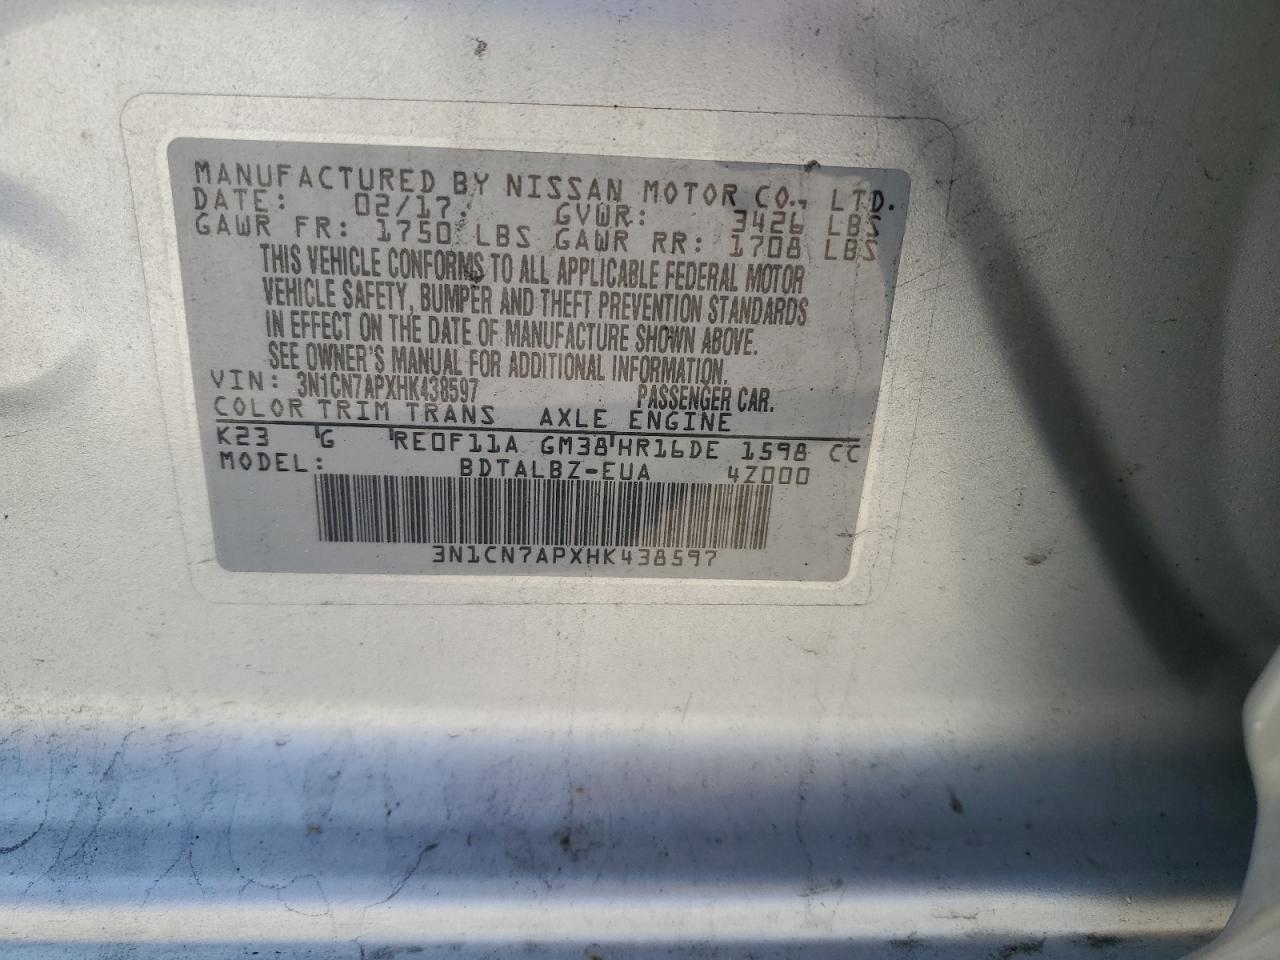 MANUFACTURED BY NISSAN MOTOR CO., LTD.
DATE: 02/17 GVWR: 3426 LBS
GAWR FR: 1750 LBS GAWR RR: 1708 LBS
THIS VEHICLE CONFORMS TO ALL APPLICABLE FEDERAL MOTOR
VEHICLE SAFETY, BUMPER AND THEFT PREVENTION STANDARDS
IN EFFECT ON THE DATE OF MANUFACTURE SHOWN ABOVE.
SEE OWNER'S MANUAL FOR ADDITIONAL INFORMATION.
VIN: 3N1CN7APXHK438597 PASSENGER CAR.
COLOR TRIM TRANS AXLE ENGINE
K23 G RE0F11A GM38 HR16DE 1598 CC
MODEL: BDTALBZ-EUA 4Z000
3N1CN7APXHK438597